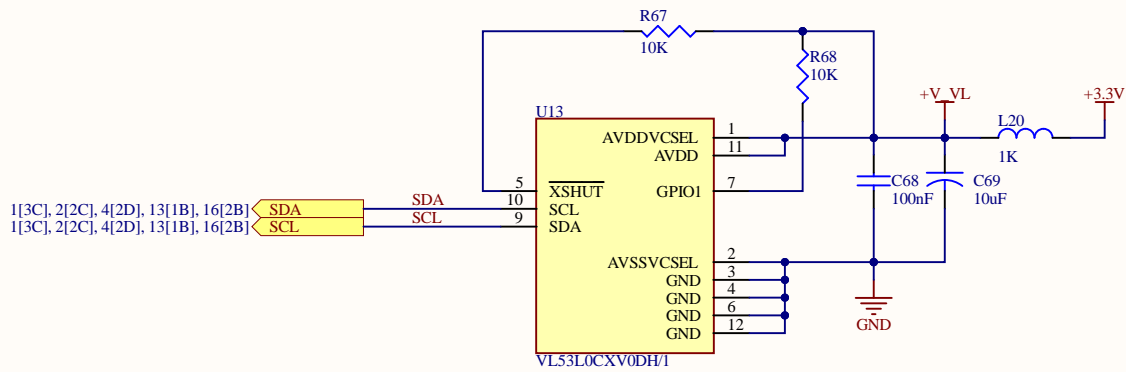 R67
10K
R68
10K
+V_VL
+3.3V
U13
L20
1K
AVDDVCSEL 1
AVDD 11
5 XSHUT
GPIO1 7
C68
100nF
C69
10uF
1[3C], 2[2C], 4[2D], 13[1B], 16[2B] SDA SDA 10 SCL
1[3C], 2[2C], 4[2D], 13[1B], 16[2B] SCL SCL 9 SDA
AVSSVCSEL 2
GND 3
GND 4
GND 6
GND 12
GND
VL53L0CXV0DH/1